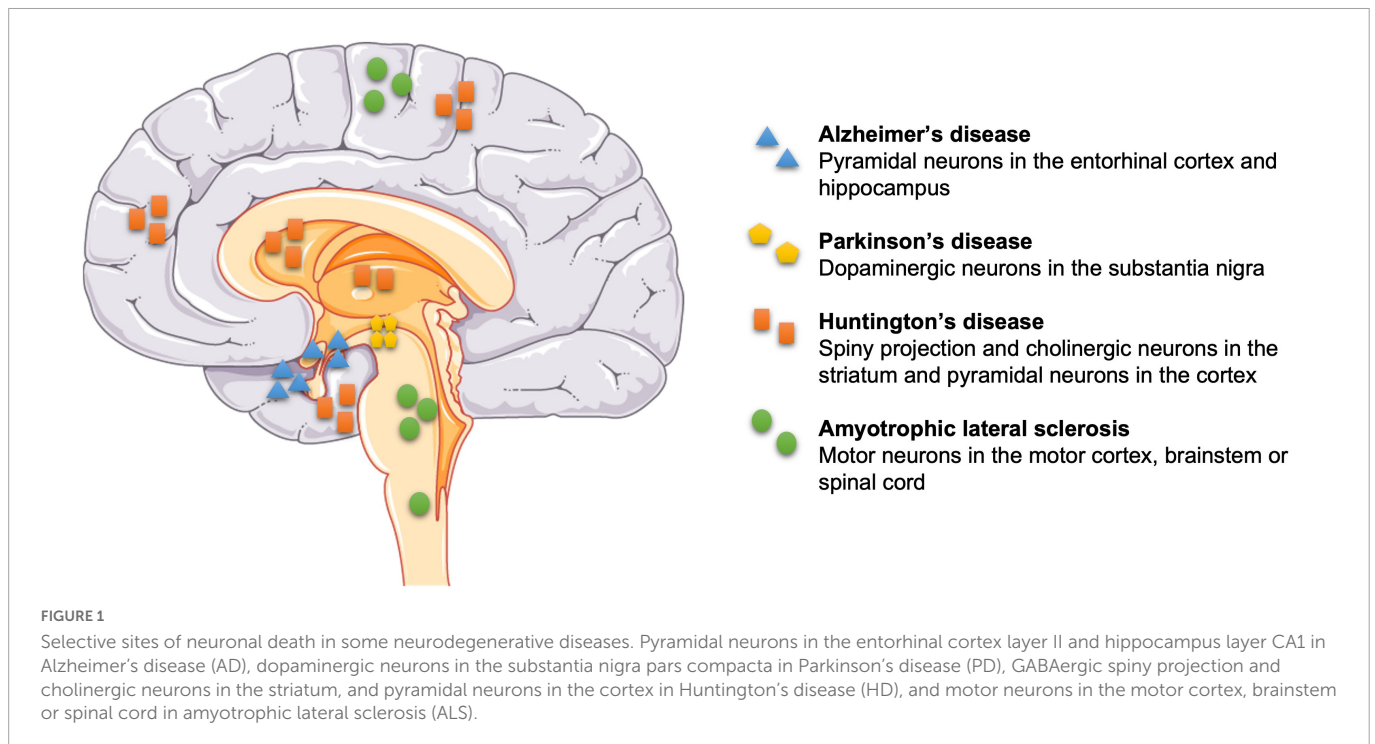 Alzheimer’s disease
Pyramidal neurons in the entorhinal cortex and
hippocampus
Parkinson’s disease
Dopaminergic neurons in the substantia nigra
Huntington’s disease
Spiny projection and cholinergic neurons in the
striatum and pyramidal neurons in the cortex
Amyotrophic lateral sclerosis
Motor neurons in the motor cortex, brainstem or
spinal cord
FIGURE 1
Selective sites of neuronal death in some neurodegenerative diseases. Pyramidal neurons in the entorhinal cortex layer II and hippocampus layer CA1 in
Alzheimer’s disease (AD), dopaminergic neurons in the substantia nigra pars compacta in Parkinson’s disease (PD), GABAergic spiny projection and
cholinergic neurons in the striatum, and pyramidal neurons in the cortex in Huntington’s disease (HD), and motor neurons in the motor cortex, brainstem
or spinal cord in amyotrophic lateral sclerosis (ALS).